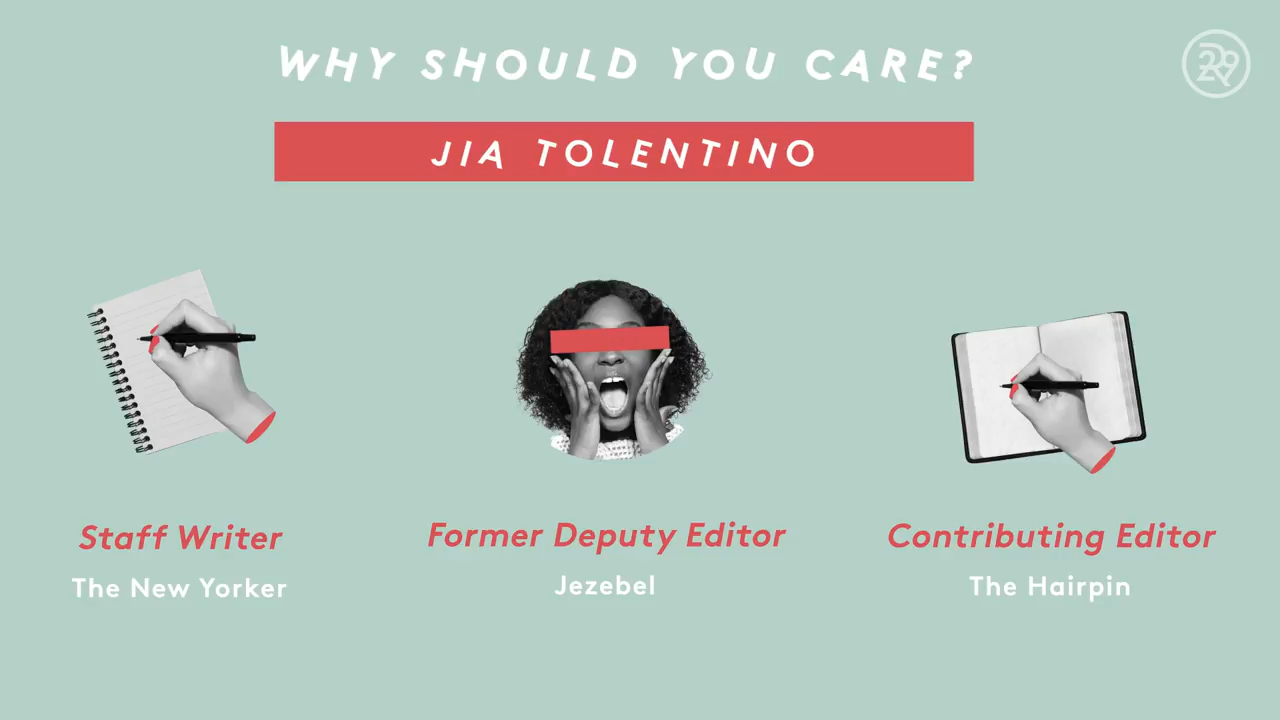 WHY SHOULD YOU CARE?
R29
JIA TOLENTINO
Staff Writer
The New Yorker
Former Deputy Editor
Jezebel
Contributing Editor
The Hairpin